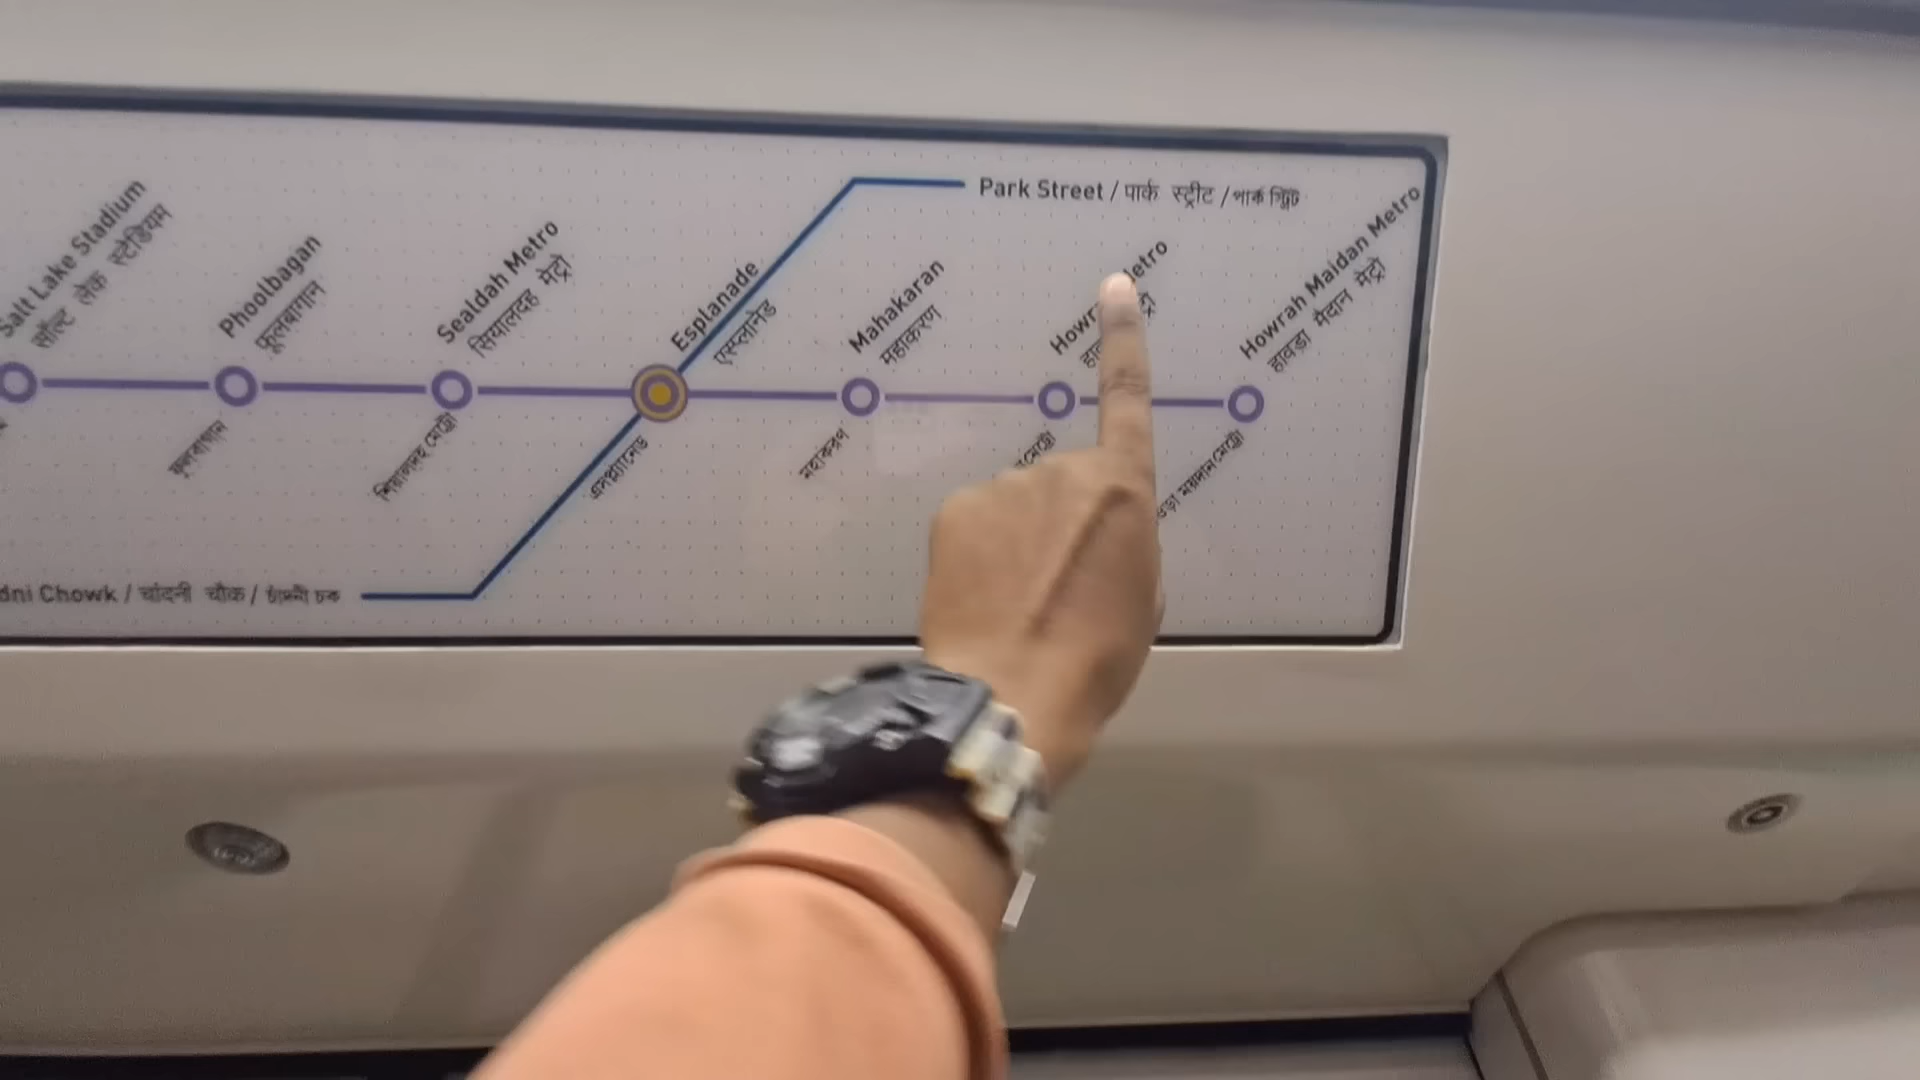 Park Street / पार्क स्ट्रीट / পার্ক স্ট্রিট
Salt Lake Stadium
सॉल्ट लेक स्टेडियम
Phoolbagan
फूलबागान
ফুলবাগান
Sealdah Metro
सियालदह मेट्रो
শিয়ালদহ মেট্রো
Esplanade
एस्प्लानेड
এসপ্ল্যানেড
Mahakaran
महाकरण
মহাকরণ
Howrah Maidan Metro
हावड़ा मैदान मेट्रो
ময়দান মেট্রো
Chowk / चांदनी चौक / চাঁদনী চক